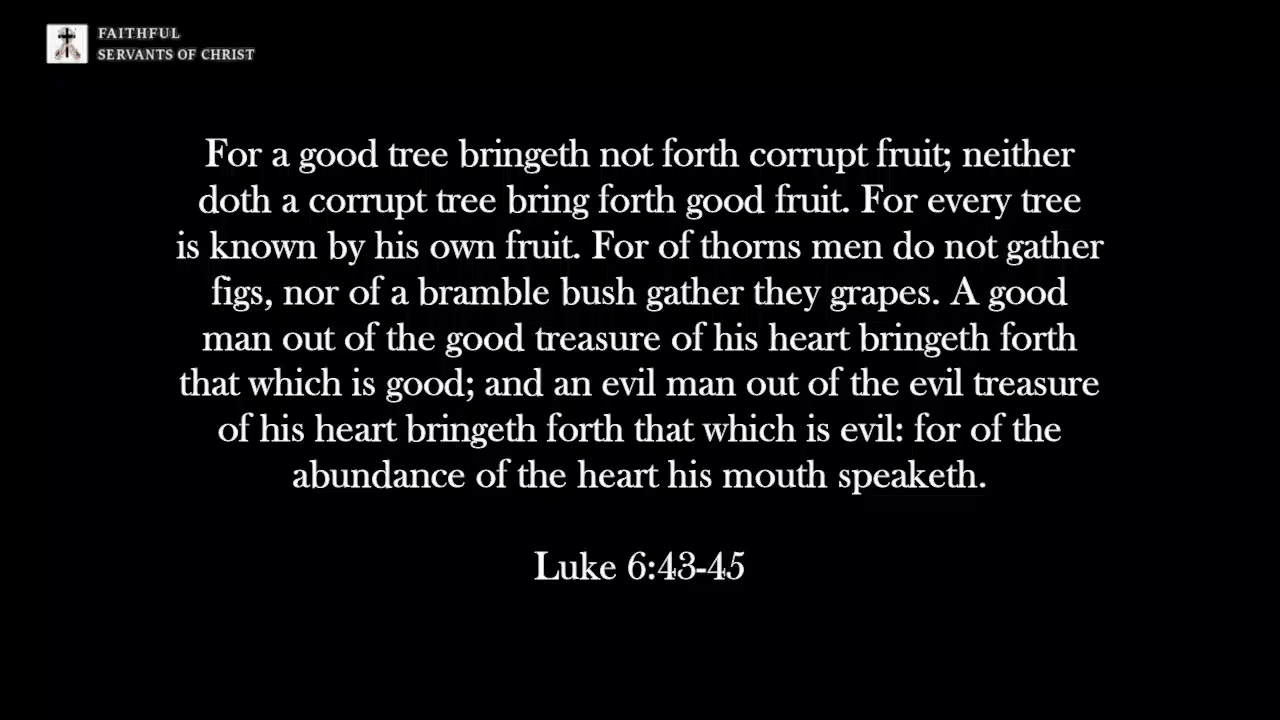 FAITHFUL
SERVANTS OF CHRIST
For a good tree bringeth not forth corrupt fruit; neither
doth a corrupt tree bring forth good fruit. For every tree
is known by his own fruit. For of thorns men do not gather
figs, nor of a bramble bush gather they grapes. A good
man out of the good treasure of his heart bringeth forth
that which is good; and an evil man out of the evil treasure
of his heart bringeth forth that which is evil: for of the
abundance of the heart his mouth speaketh.
Luke 6:43-45